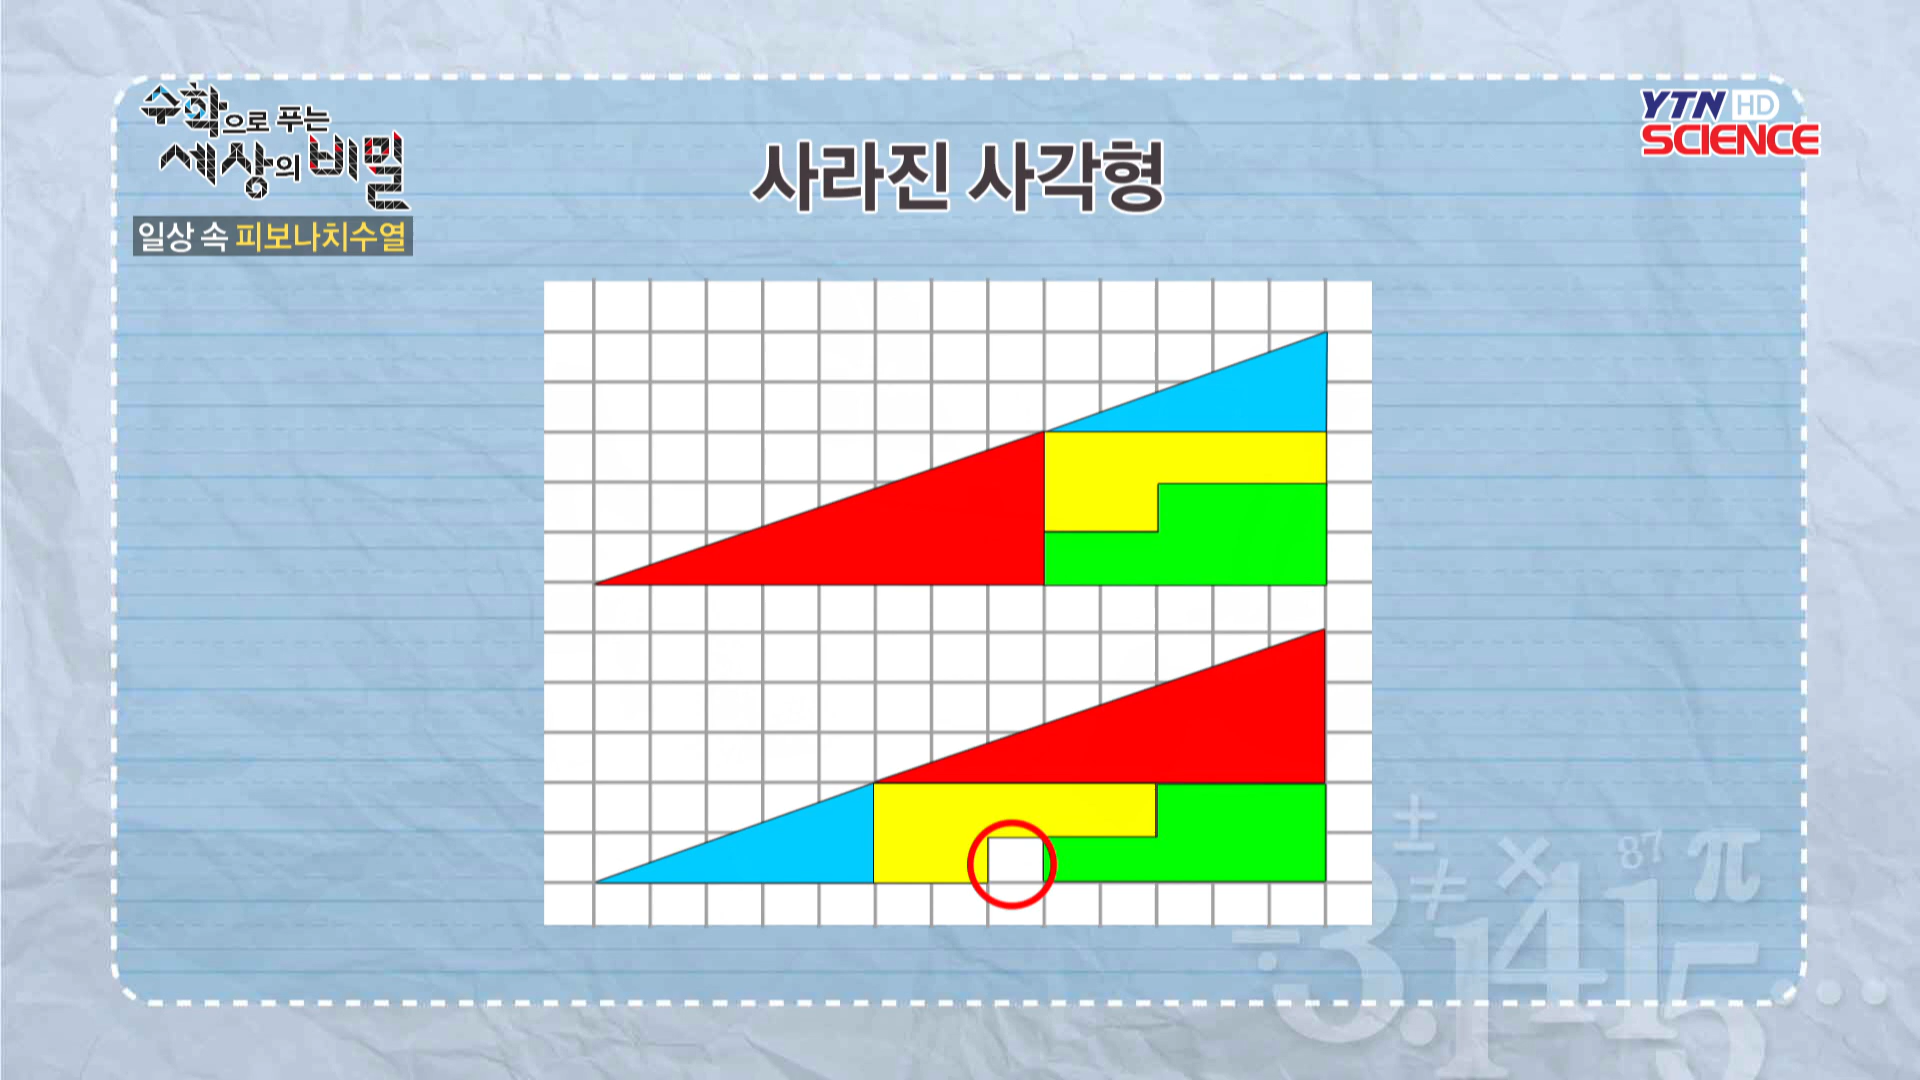 수학으로 푸는
세상의 비밀
일상 속 피보나치수열
YTN HD
SCIENCE
사라진 사각형
± 87 π
≠ ×
÷ 3.1415...